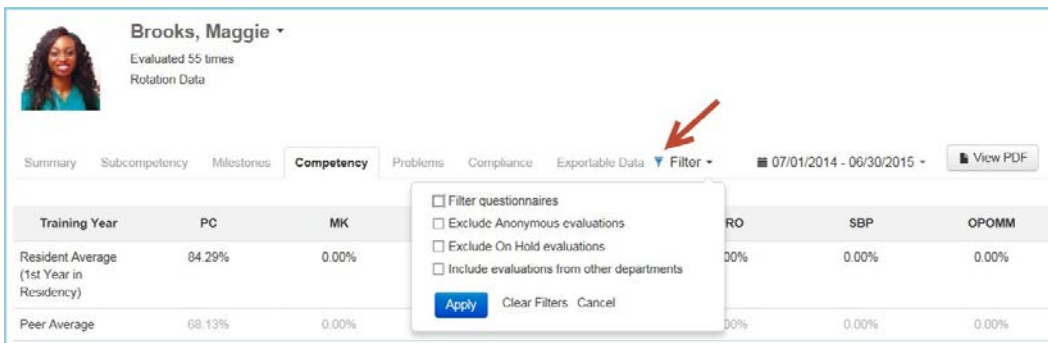 Brooks, Maggie
Evaluated 55 times
Rotation Data
Summary Subcompetency Milestones Competency Problems Compliance Exportable Data Filter 07/01/2014 - 06/30/2015 View PDF
Filter questionnaires
Exclude Anonymous evaluations
Exclude On Hold evaluations
Include evaluations from other departments
Apply Clear Filters Cancel
Training Year PC MK RO SBP OPOMM
Resident Average 84.29% 0.00% 00% 0.00% 0.00%
(1st Year in
Residency)
Peer Average 68.13% 0.00% 00% 0.00% 0.00%